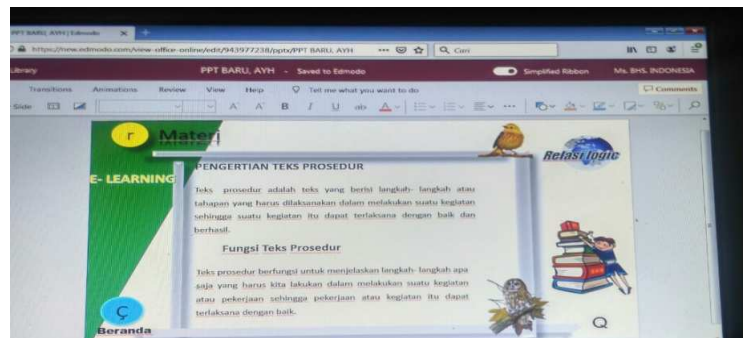 PPT BARU, AYH | Edmodo
https://new.edmodo.com/view-office-online/edit/943977238/pptx/PPT BARU, AYH
Cari
Library
PPT BARU, AYH - Saved to Edmodo
Simplified Ribbon
Ms. BHS. INDONESIA
Transitions Animations Review View Help Tell me what you want to do
Comments
Slide
A A B I U ab A
r Materi
Relasi logic
E- LEARNING
PENGERTIAN TEKS PROSEDUR
Teks prosedur adalah teks yang berisi langkah- langkah atau
tahapan yang harus dilaksanakan dalam melakukan suatu kegiatan
sehingga suatu kegiatan itu dapat terlaksana dengan baik dan
berhasil.
Fungsi Teks Prosedur
Teks prosedur berfungsi untuk menjelaskan langkah- langkah apa
saja yang harus kita lakukan dalam melakukan suatu kegiatan
atau pekerjaan sehingga pekerjaan atau kegiatan itu dapat
terlaksana dengan baik.
Ç
Beranda
Q